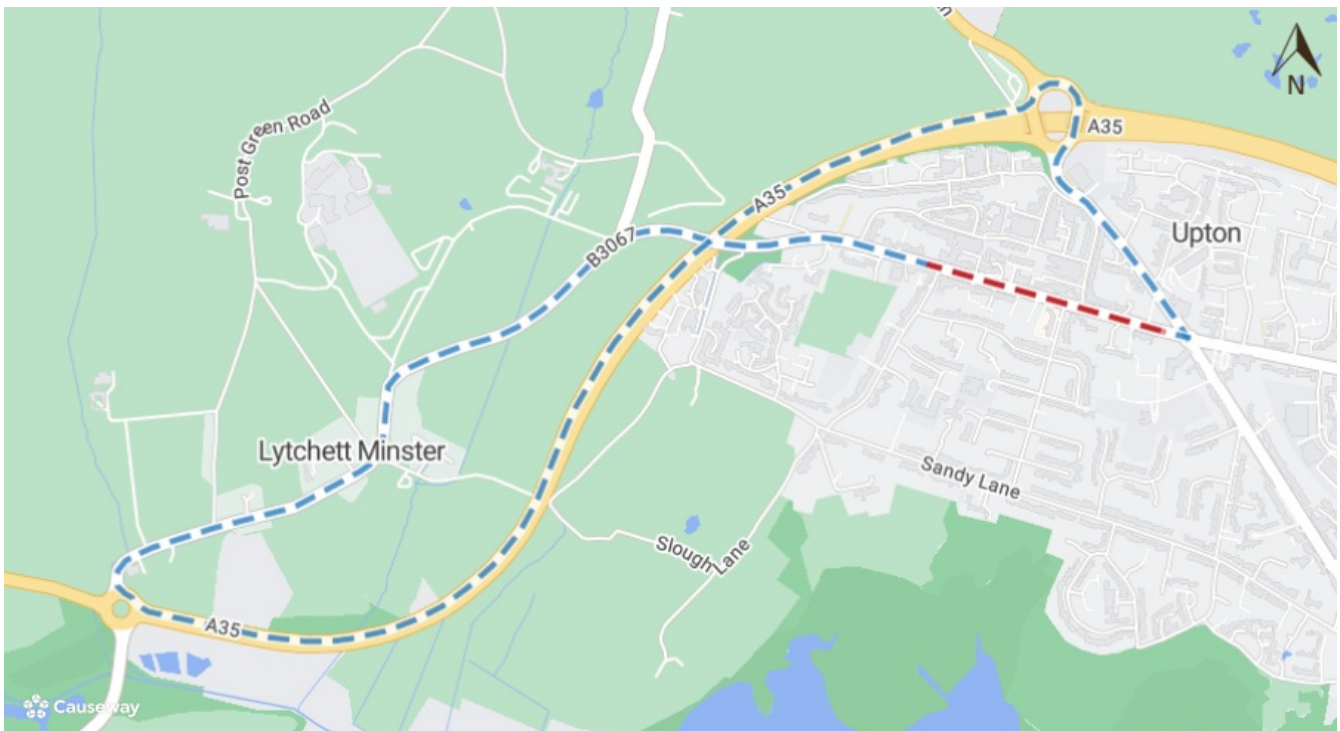 N
A35
Post Green Road
A35
Upton
B3067
Lytchett Minster
Sandy Lane
Slough Lane
A35
Causeway